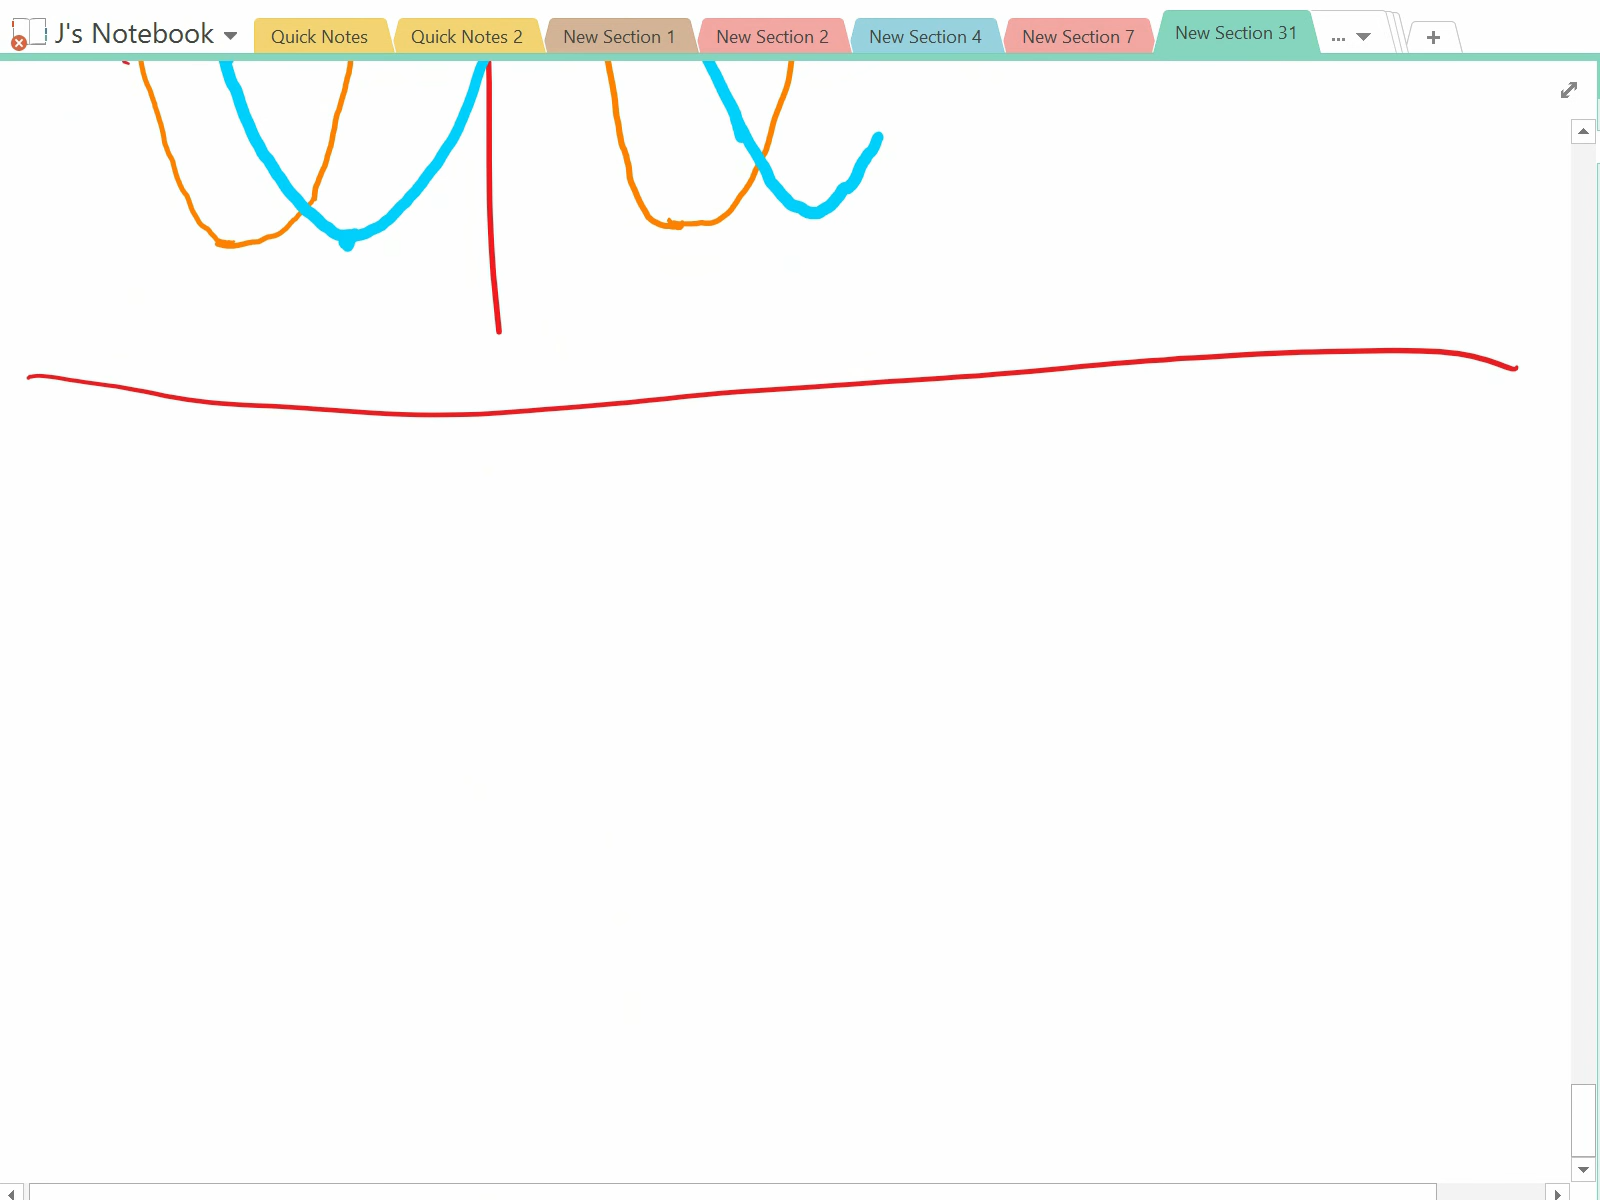 J's Notebook
Quick Notes
Quick Notes 2
New Section 1
New Section 2
New Section 4
New Section 7
New Section 31
...
+